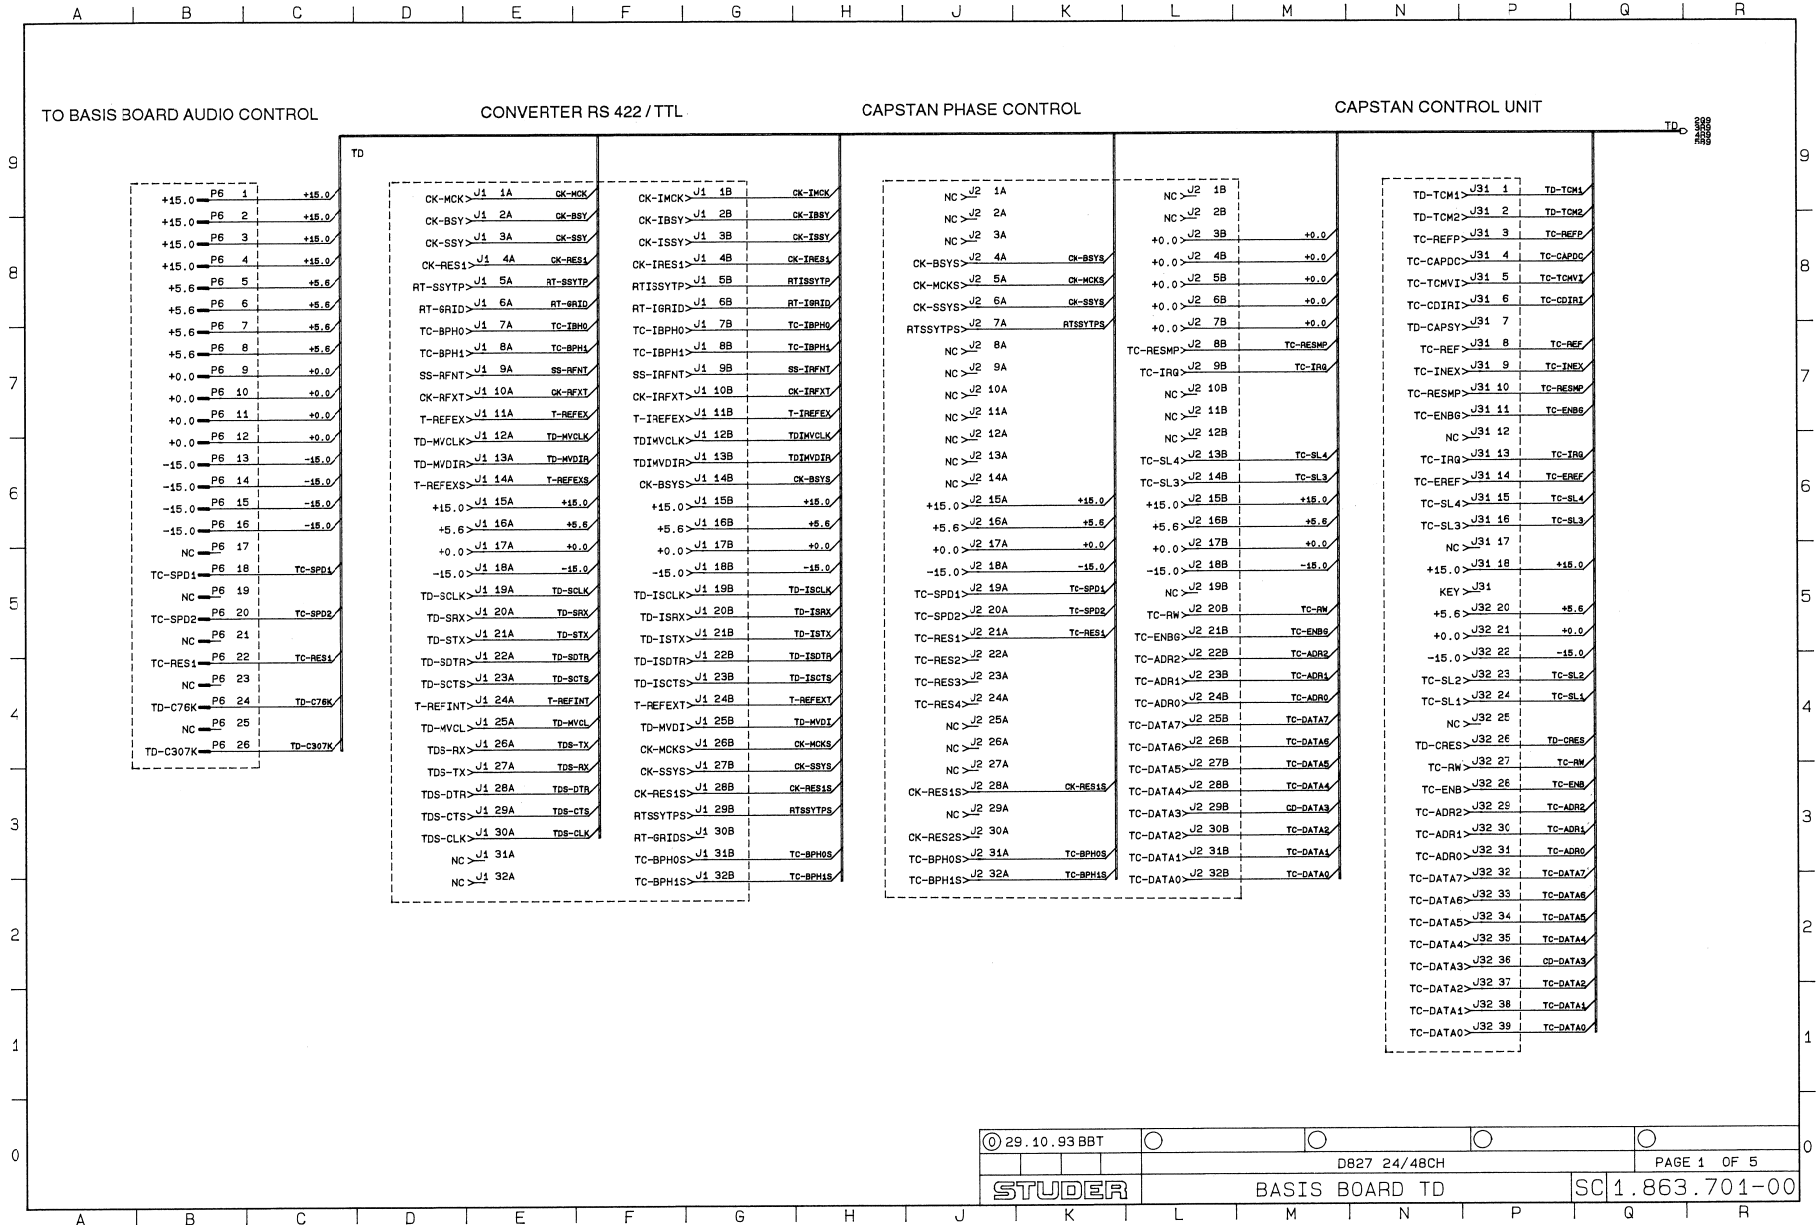 A B C D E F G H J K L M N P Q R
TO BASIS BOARD AUDIO CONTROL
CONVERTER RS 422 / TTL
CAPSTAN PHASE CONTROL
CAPSTAN CONTROL UNIT
TD
TD
9
8
7
6
5
4
3
2
1
0
+15.0 P6 1 +15.0
+15.0 P6 2 +15.0
+15.0 P6 3 +15.0
+15.0 P6 4 +15.0
+5.6 P6 5 +5.6
+5.6 P6 6 +5.6
+5.6 P6 7 +5.6
+5.6 P6 8 +5.6
+0.0 P6 9 +0.0
+0.0 P6 10 +0.0
+0.0 P6 11 +0.0
+0.0 P6 12 +0.0
-15.0 P6 13 -15.0
-15.0 P6 14 -15.0
-15.0 P6 15 -15.0
-15.0 P6 16 -15.0
NC P6 17
TC-SPD1 P6 18 TC-SPD1
NC P6 19
TC-SPD2 P6 20 TC-SPD2
NC P6 21
TC-RES1 P6 22 TC-RES1
NC P6 23
TD-C76K P6 24 TD-C76K
NC P6 25
TD-C307K P6 26 TD-C307K
CK-MCK J1 1A CK-MCK
CK-BSY J1 2A CK-BSY
CK-SSY J1 3A CK-SSY
CK-RES1 J1 4A CK-RES1
RT-SSYTP J1 5A RT-SSYTP
RT-GRID J1 6A RT-GRID
TC-BPH0 J1 7A TC-IBH0
TC-BPH1 J1 8A TC-BPH1
SS-RFNT J1 9A SS-RFNT
CK-RFXT J1 10A CK-RFXT
T-REFEX J1 11A T-REFEX
TD-MVCLK J1 12A TD-MVCLK
TD-MVDIR J1 13A TD-MVDIR
T-REFEXS J1 14A T-REFEXS
+15.0 J1 15A +15.0
+5.6 J1 16A +5.6
+0.0 J1 17A +0.0
-15.0 J1 18A -15.0
TD-SCLK J1 19A TD-SCLK
TD-SRX J1 20A TD-SRX
TD-STX J1 21A TD-STX
TD-SDTR J1 22A TD-SDTR
TD-SCTS J1 23A TD-SCTS
T-REFINT J1 24A T-REFINT
TD-MVCL J1 25A TD-MVCL
TDS-RX J1 26A TDS-TX
TDS-TX J1 27A TDS-RX
TDS-DTR J1 28A TDS-DTR
TDS-CTS J1 29A TDS-CTS
TDS-CLK J1 30A TDS-CLK
NC J1 31A
NC J1 32A
CK-IMCK J1 1B CK-IMCK
CK-IBSY J1 2B CK-IBSY
CK-ISSY J1 3B CK-ISSY
CK-IRES1 J1 4B CK-IRES1
RTISSYTP J1 5B RTISSYTP
RT-IGRID J1 6B RT-IGRID
TC-IBPH0 J1 7B TC-IBPH0
TC-IBPH1 J1 8B TC-IBPH1
SS-IRFNT J1 9B SS-IRFNT
CK-IRFXT J1 10B CK-IRFXT
T-IREFEX J1 11B T-IREFEX
TDIMVCLK J1 12B TDIMVCLK
TDIMVDIR J1 13B TDIMVDIR
CK-BSYS J1 14B CK-BSYS
+15.0 J1 15B +15.0
+5.6 J1 16B +5.6
+0.0 J1 17B +0.0
-15.0 J1 18B -15.0
TD-ISCLK J1 19B TD-ISCLK
TD-ISRX J1 20B TD-ISRX
TD-ISTX J1 21B TD-ISTX
TD-ISDTR J1 22B TD-ISDTR
TD-ISCTS J1 23B TD-ISCTS
T-REFEXT J1 24B T-REFEXT
TD-MVDI J1 25B TD-MVDI
CK-MCKS J1 26B CK-MCKS
CK-SSYS J1 27B CK-SSYS
CK-RES1S J1 28B CK-RES1S
RTSSYTPS J1 29B RTSSYTPS
RT-GRIDS J1 30B
TC-BPH0S J1 31B TC-BPH0S
TC-BPH1S J1 32B TC-BPH1S
NC J2 1A
NC J2 2A
NC J2 3A
CK-BSYS J2 4A CK-BSYS
CK-MCKS J2 5A CK-MCKS
CK-SSYS J2 6A CK-SSYS
RTSSYTPS J2 7A RTSSYTPS
NC J2 8A
NC J2 9A
NC J2 10A
NC J2 11A
NC J2 12A
NC J2 13A
NC J2 14A
+15.0 J2 15A +15.0
+5.6 J2 16A +5.6
+0.0 J2 17A +0.0
-15.0 J2 18A -15.0
TC-SPD1 J2 19A TC-SPD1
TC-SPD2 J2 20A TC-SPD2
TC-RES1 J2 21A TC-RES1
TC-RES2 J2 22A
TC-RES3 J2 23A
TC-RES4 J2 24A
NC J2 25A
NC J2 26A
NC J2 27A
CK-RES1S J2 28A CK-RES1S
NC J2 29A
CK-RES2S J2 30A
TC-BPH0S J2 31A TC-BPH0S
TC-BPH1S J2 32A TC-BPH1S
NC J2 1B
NC J2 2B
+0.0 J2 3B +0.0
+0.0 J2 4B +0.0
+0.0 J2 5B +0.0
+0.0 J2 6B +0.0
+0.0 J2 7B +0.0
TC-RESMP J2 8B TC-RESMP
TC-IRQ J2 9B TC-IRQ
NC J2 10B
NC J2 11B
NC J2 12B
TC-SL4 J2 13B TC-SL4
TC-SL3 J2 14B TC-SL3
+15.0 J2 15B +15.0
+5.6 J2 16B +5.6
+0.0 J2 17B +0.0
-15.0 J2 18B -15.0
NC J2 19B
TC-RW J2 20B TC-RW
TC-ENBG J2 21B TC-ENBG
TC-ADR2 J2 22B TC-ADR2
TC-ADR1 J2 23B TC-ADR1
TC-ADR0 J2 24B TC-ADR0
TC-DATA7 J2 25B TC-DATA7
TC-DATA6 J2 26B TC-DATA6
TC-DATA5 J2 27B TC-DATA5
TC-DATA4 J2 28B TC-DATA4
TC-DATA3 J2 29B CD-DATA3
TC-DATA2 J2 30B TC-DATA2
TC-DATA1 J2 31B TC-DATA1
TC-DATA0 J2 32B TC-DATA0
TD-TCM1 J31 1 TD-TCM1
TD-TCM2 J31 2 TD-TCM2
TC-REFP J31 3 TC-REFP
TC-CAPDC J31 4 TC-CAPDC
TC-TCMVI J31 5 TC-TCMVI
TC-CDIRI J31 6 TC-CDIRI
TD-CAPSY J31 7
TC-REF J31 8 TC-REF
TC-INEX J31 9 TC-INEX
TC-RESMP J31 10 TC-RESMP
TC-ENBG J31 11 TC-ENBG
NC J31 12
TC-IRQ J31 13 TC-IRQ
TC-EREF J31 14 TC-EREF
TC-SL4 J31 15 TC-SL4
TC-SL3 J31 16 TC-SL3
NC J31 17
+15.0 J31 18 +15.0
KEY J31
+5.6 J32 20 +5.6
+0.0 J32 21 +0.0
-15.0 J32 22 -15.0
TC-SL2 J32 23 TC-SL2
TC-SL1 J32 24 TC-SL1
NC J32 25
TD-CRES J32 26 TD-CRES
TC-RW J32 27 TC-RW
TC-ENB J32 28 TC-ENB
TC-ADR2 J32 29 TC-ADR2
TC-ADR1 J32 30 TC-ADR1
TC-ADR0 J32 31 TC-ADR0
TC-DATA7 J32 32 TC-DATA7
TC-DATA6 J32 33 TC-DATA6
TC-DATA5 J32 34 TC-DATA5
TC-DATA4 J32 35 TC-DATA4
TC-DATA3 J32 36 CD-DATA3
TC-DATA2 J32 37 TC-DATA2
TC-DATA1 J32 38 TC-DATA1
TC-DATA0 J32 39 TC-DATA0
9
8
7
6
5
4
3
2
1
0
0 29.10.93 BBT
D827 24/48CH
PAGE 1 OF 5
STUDER
BASIS BOARD TD
SC 1.863.701-00
A B C D E F G H J K L M N P Q R